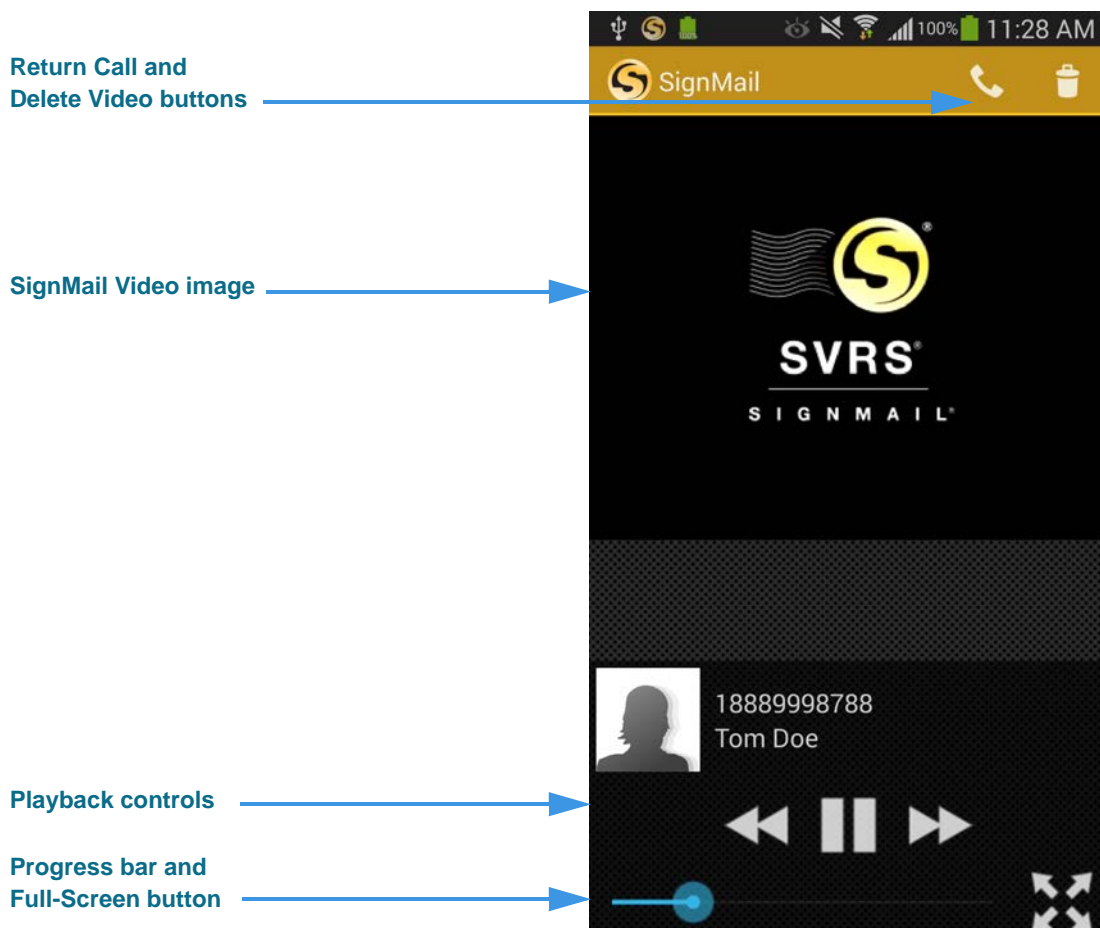 100% 100% 11:28 AM
Return Call and
Delete Video buttons
SignMail
SignMail Video image
SVRS®
SIGNMAIL®
18889998788
Tom Doe
Playback controls
Progress bar and
Full-Screen button